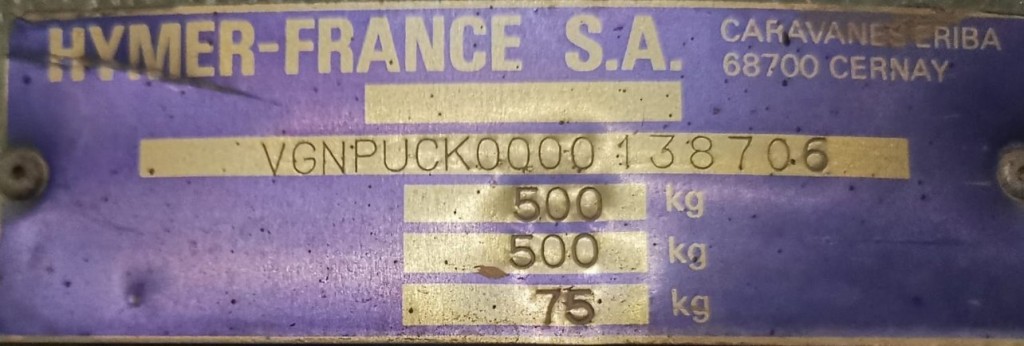 HYMER-FRANCE S.A.
CARAVANES ERIBA
68700 CERNAY
VGNPUCK0000138706
500 kg
500 kg
75 kg